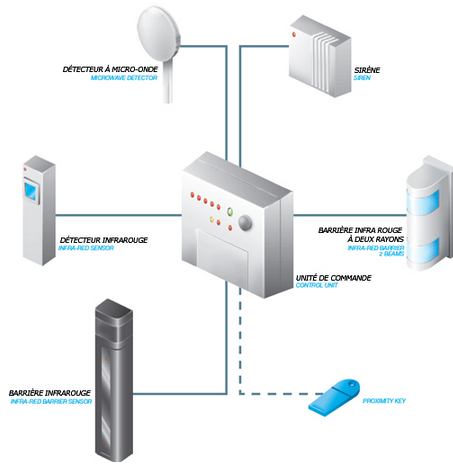 DÉTECTEUR À MICRO-ONDE
MICROWAVE DETECTOR
SIRÈNE
SIREN
DÉTECTEUR INFRAROUGE
INFRA-RED SENSOR
BARRIÈRE INFRA ROUGE
À DEUX RAYONS
INFRA-RED BARRIER
2 BEAMS
UNITÉ DE COMMANDE
CONTROL UNIT
BARRIÈRE INFRAROUGE
INFRA-RED BARRIER SENSOR
PROXIMITY KEY